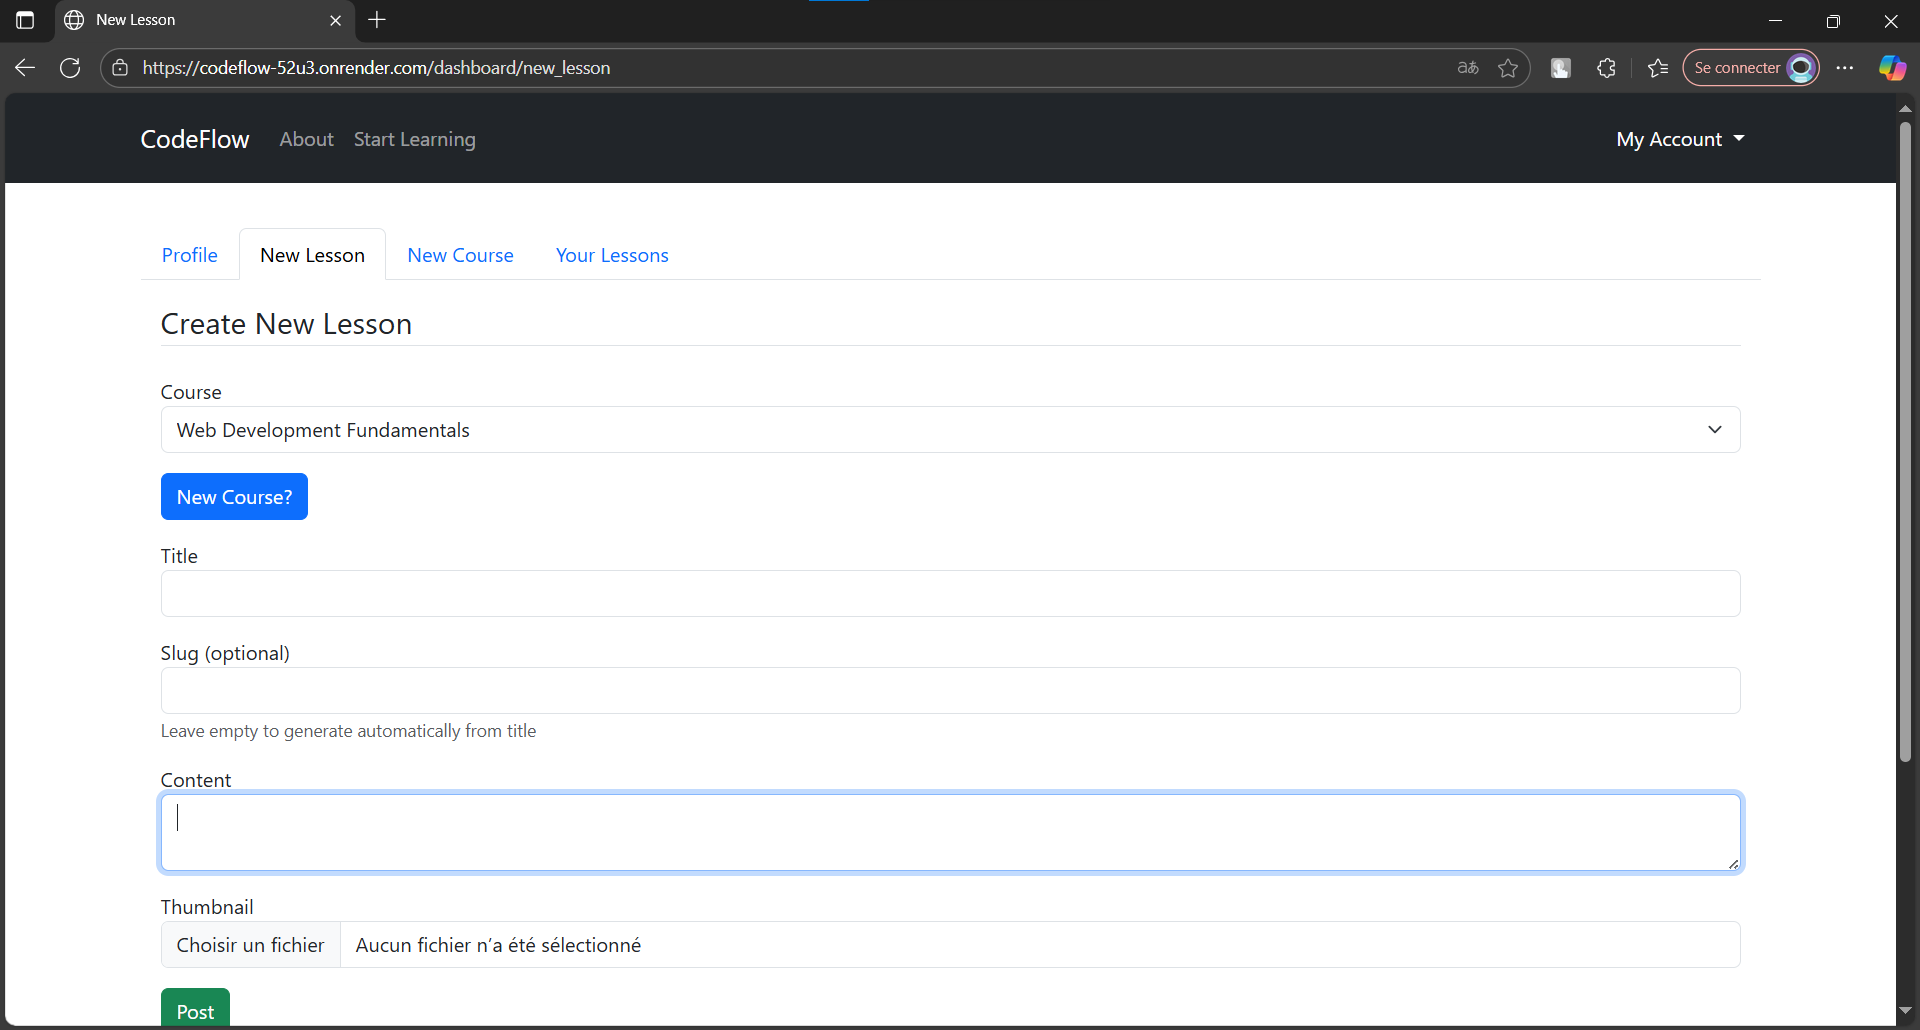 New Lesson
https://codeflow-52u3.onrender.com/dashboard/new_lesson
aあ
Se connecter
CodeFlow About Start Learning My Account
Profile New Lesson New Course Your Lessons
Create New Lesson
Course
Web Development Fundamentals
New Course?
Title
Slug (optional)
Leave empty to generate automatically from title
Content
Thumbnail
Choisir un fichier Aucun fichier n’a été sélectionné
Post